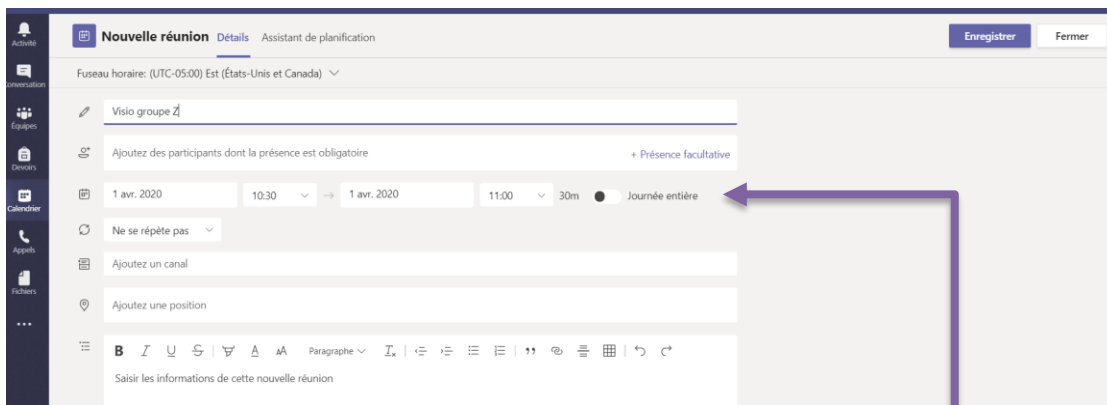 Activité
Nouvelle réunion Détails Assistant de planification
Enregistrer Fermer
Conversation
Fuseau horaire: (UTC-05:00) Est (États-Unis et Canada)
Équipes
Visio groupe Z
Devoirs
Ajoutez des participants dont la présence est obligatoire + Présence facultative
Calendrier
1 avr. 2020 10:30 → 1 avr. 2020 11:00 30m Journée entière
Appels
Ne se répète pas
Fichiers
Ajoutez un canal
Ajoutez une position
B I U S A AA Paragraphe Tx
Saisir les informations de cette nouvelle réunion